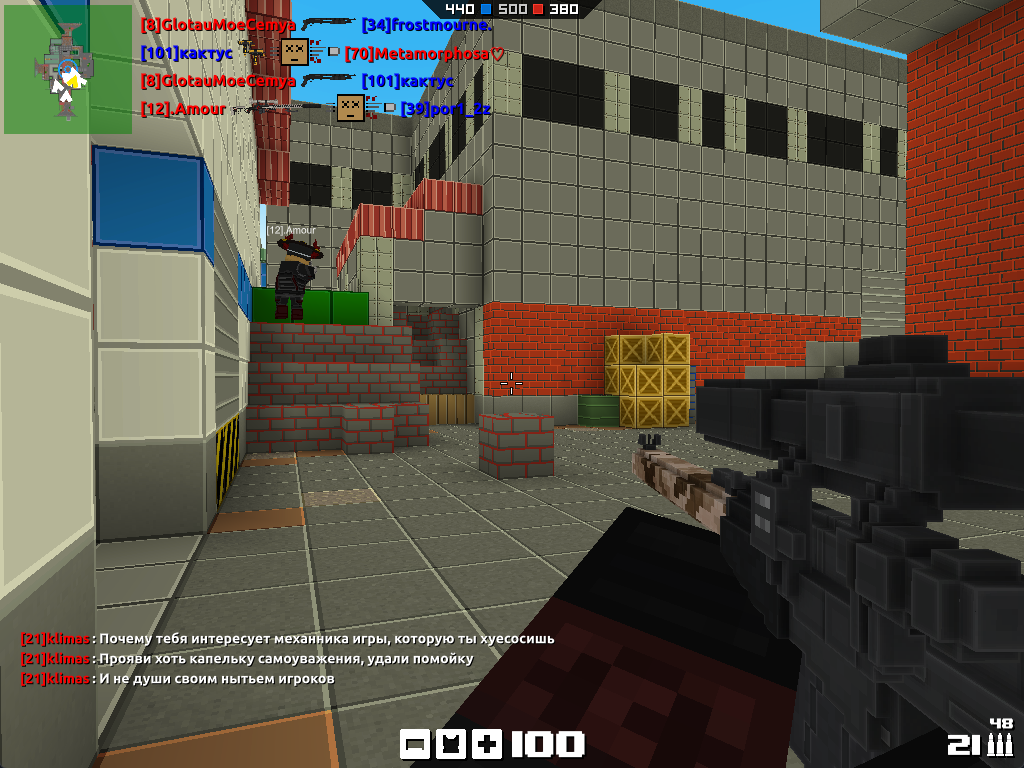 440 500 380
[8]GlotauMoeCemya [34]frostmourne.
[101]кактус [70]Metamorphosa♡
[8]GlotauMoeCemya [101]кактус
[12].Amour [39]por1_2z
[12].Amour
[21]klimas: Почему тебя интересует механника игры, которую ты хуесосишь
[21]klimas: Прояви хоть капельку самоуважения, удали помойку
[21]klimas: И не души своим нытьем игроков
100
48
21